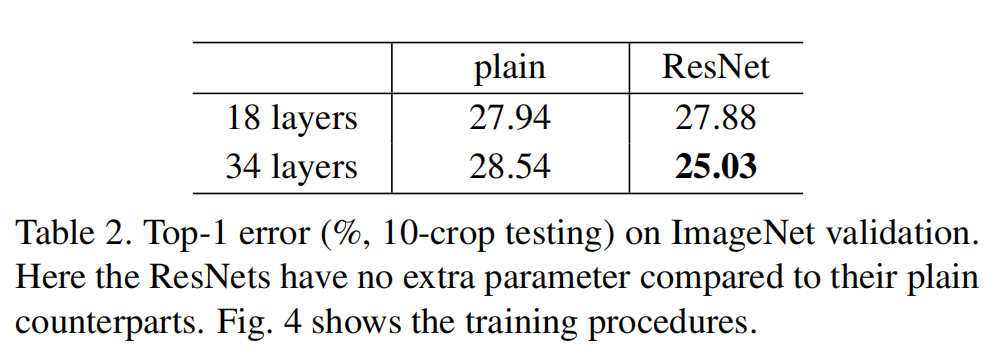 plain ResNet
18 layers 27.94 27.88
34 layers 28.54 25.03
Table 2. Top-1 error (%, 10-crop testing) on ImageNet validation.
Here the ResNets have no extra parameter compared to their plain
counterparts. Fig. 4 shows the training procedures.